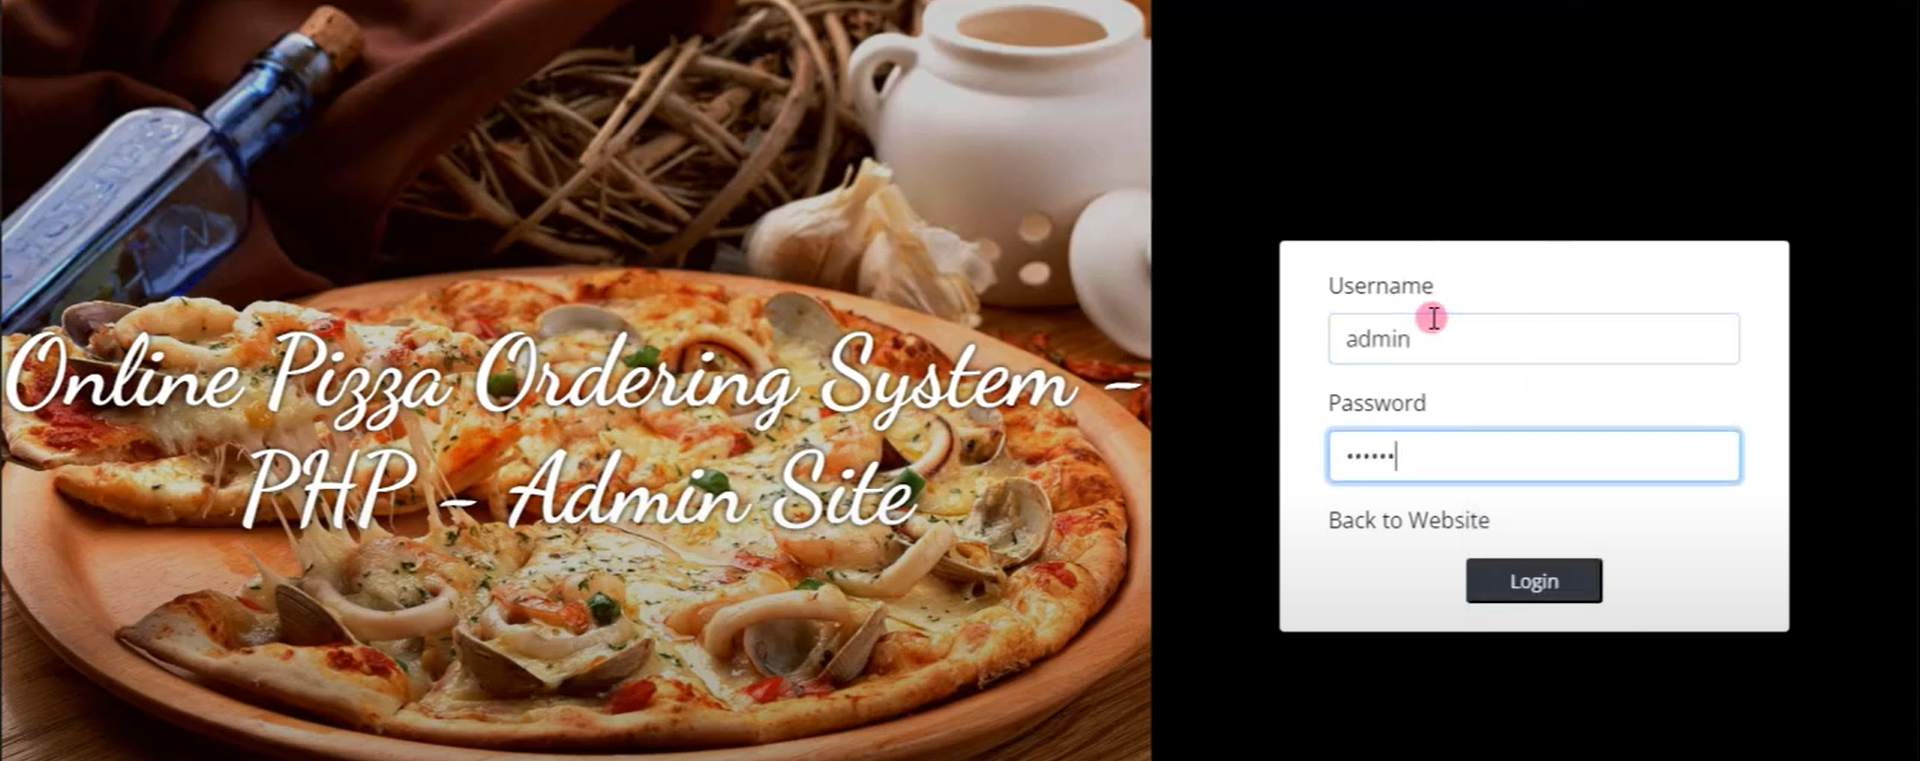 Online Pizza Ordering System -
PHP - Admin Site
Username
admin
Password
••••••
Back to Website
Login